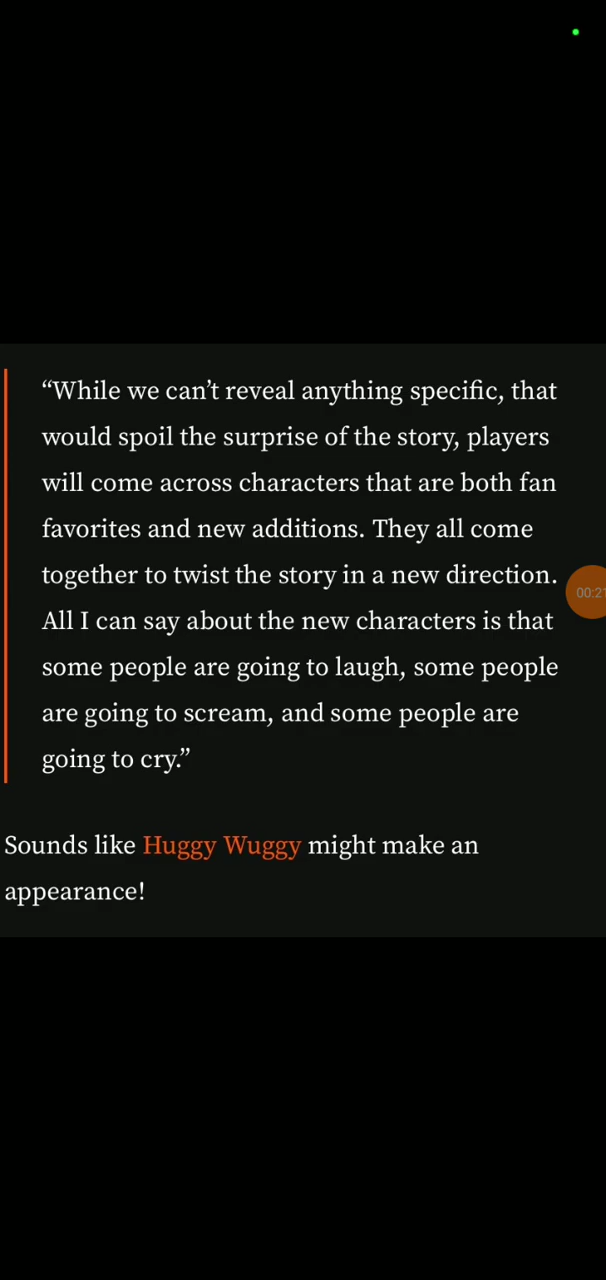 “While we can’t reveal anything specific, that
would spoil the surprise of the story, players
will come across characters that are both fan
favorites and new additions. They all come
together to twist the story in a new direction.
All I can say about the new characters is that
some people are going to laugh, some people
are going to scream, and some people are
going to cry.”
00:21
Sounds like Huggy Wuggy might make an
appearance!